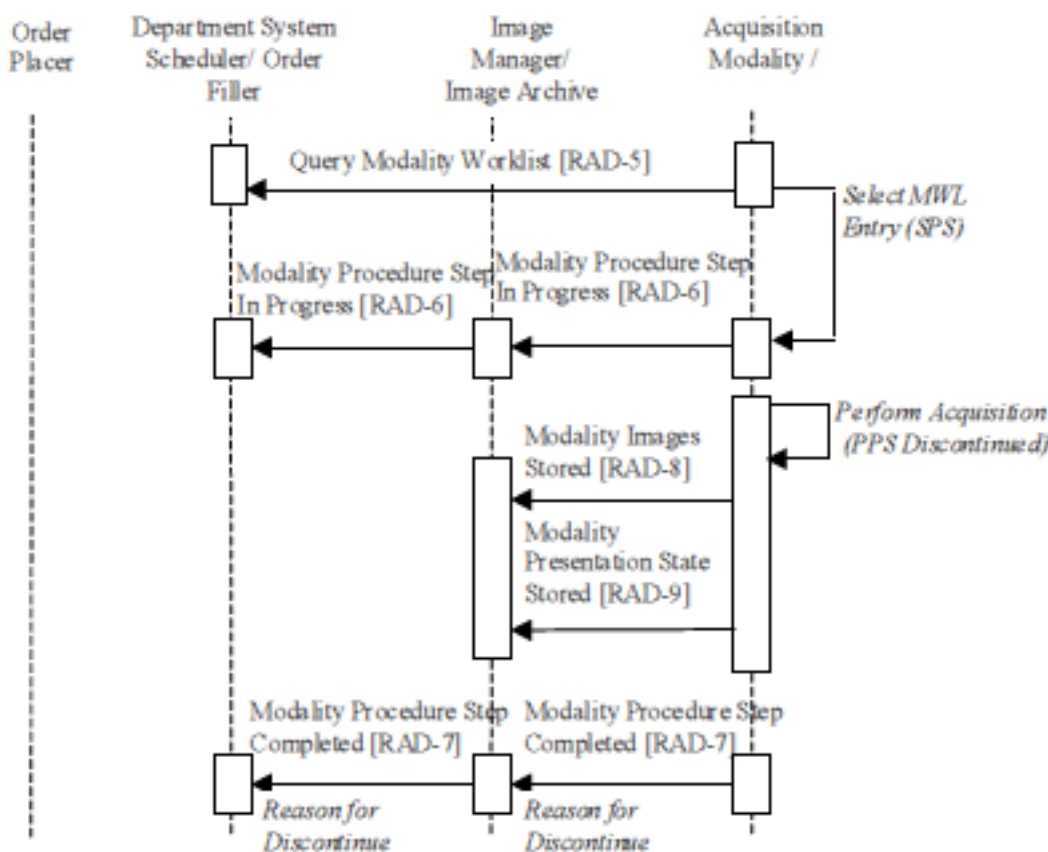 Order
Placer
Department System
Scheduler/ Order
Filler
Image
Manager/
Image Archive
Acquisition
Modality /
Query Modality Worklist [RAD-5]
Select MWL
Entry (SPS)
Modality Procedure Step
In Progress [RAD-6]
Modality Procedure Step
In Progress [RAD-6]
Perform Acquisition
(PPS Discontinued)
Modality Images
Stored [RAD-8]
Modality
Presentation State
Stored [RAD-9]
Modality Procedure Step
Completed [RAD-7]
Modality Procedure Step
Completed [RAD-7]
Reason for
Discontinue
Reason for
Discontinue